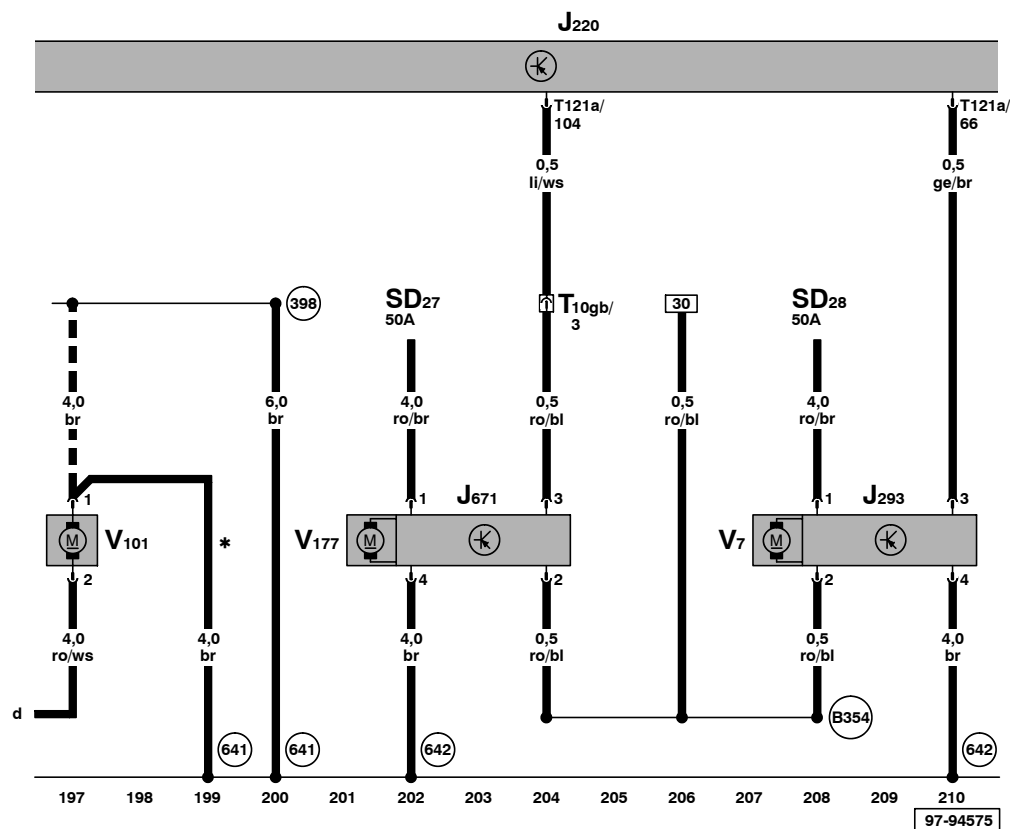 J220
T121a/
104
T121a/
66
0,5
li/ws
0,5
ge/br
398
SD27
50A
T10gb/
3
30
SD28
50A
4,0
br
6,0
br
4,0
ro/br
0,5
ro/bl
0,5
ro/bl
4,0
ro/br
1
1
J671
3
1
J293
3
M
V101
*
V177
M
V7
M
2
4
2
2
4
4,0
ro/ws
4,0
br
4,0
br
0,5
ro/bl
0,5
ro/bl
4,0
br
d
B354
641
641
642
642
197 198 199 200 201 202 203 204 205 206 207 208 209 210
97-94575